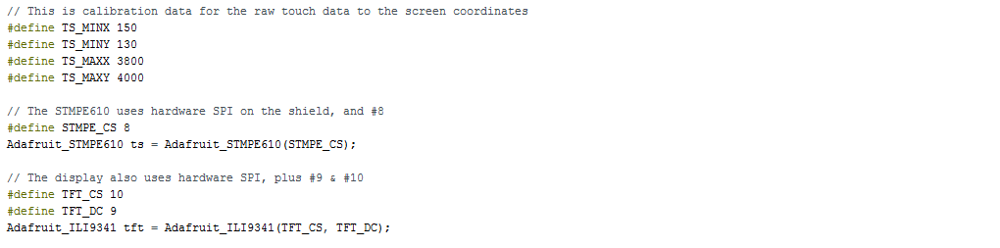 // This is calibration data for the raw touch data to the screen coordinates
#define TS_MINX 150
#define TS_MINY 130
#define TS_MAXX 3800
#define TS_MAXY 4000
// The STMPE610 uses hardware SPI on the shield, and #8
#define STMPE_CS 8
Adafruit_STMPE610 ts = Adafruit_STMPE610(STMPE_CS);
// The display also uses hardware SPI, plus #9 & #10
#define TFT_CS 10
#define TFT_DC 9
Adafruit_ILI9341 tft = Adafruit_ILI9341(TFT_CS, TFT_DC);